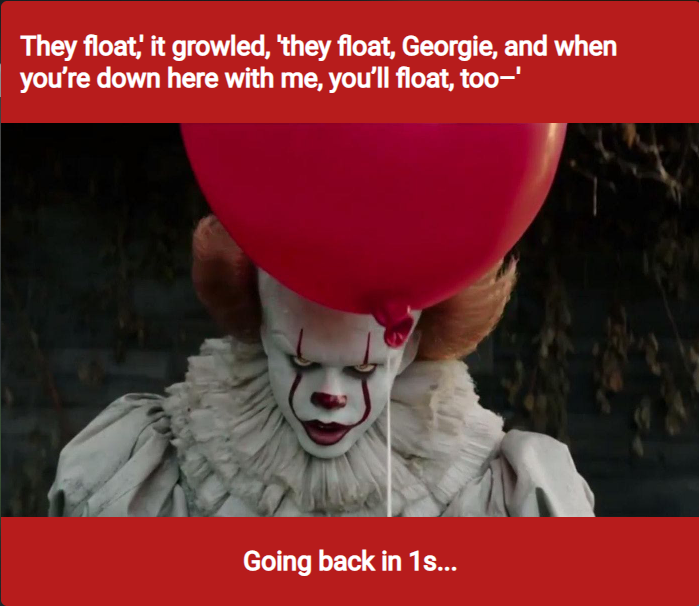 They float,' it growled, 'they float, Georgie, and when
you’re down here with me, you’ll float, too–'
Going back in 1s...